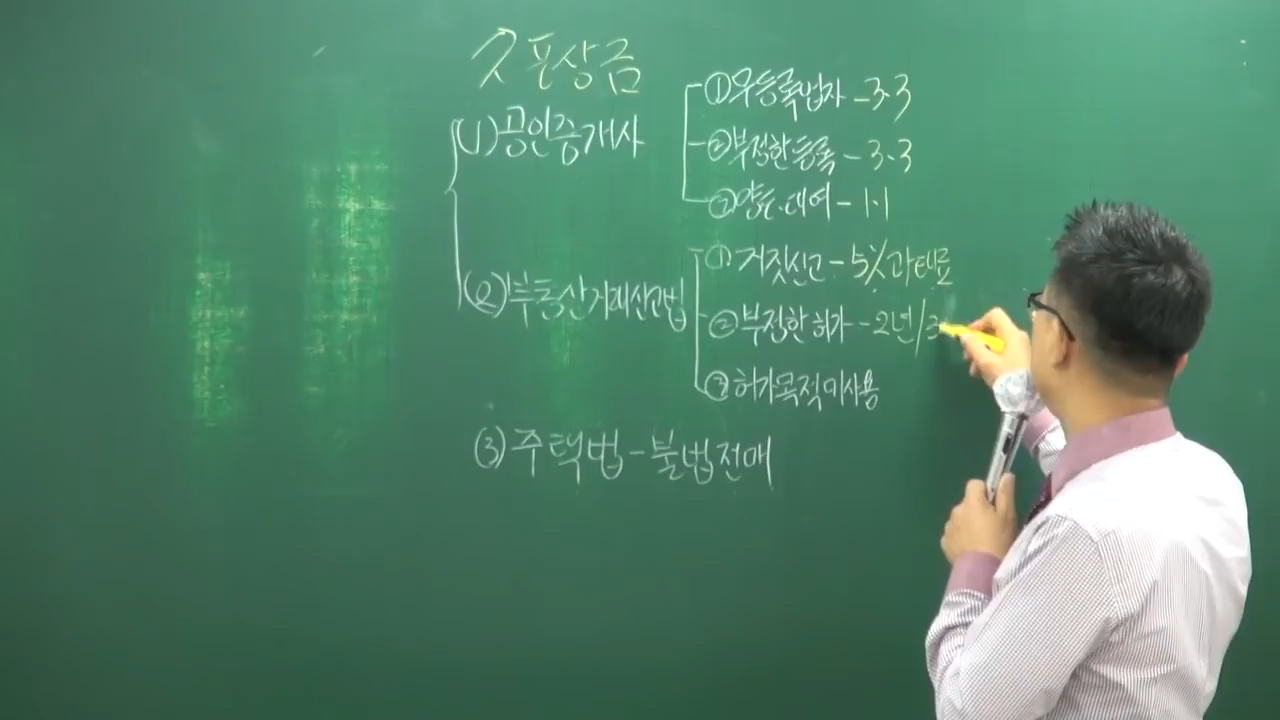 포상금
(1) 공인중개사
① 무등록업자 - 3·3
② 부정한등록 - 3·3
③ 양도·대여 - 1·1
(2) 부동산거래신고법
① 거짓신고 - 5% 과태료
② 부정한허가 - 2년/3
③ 허가목적미사용
(3) 주택법 - 불법전매